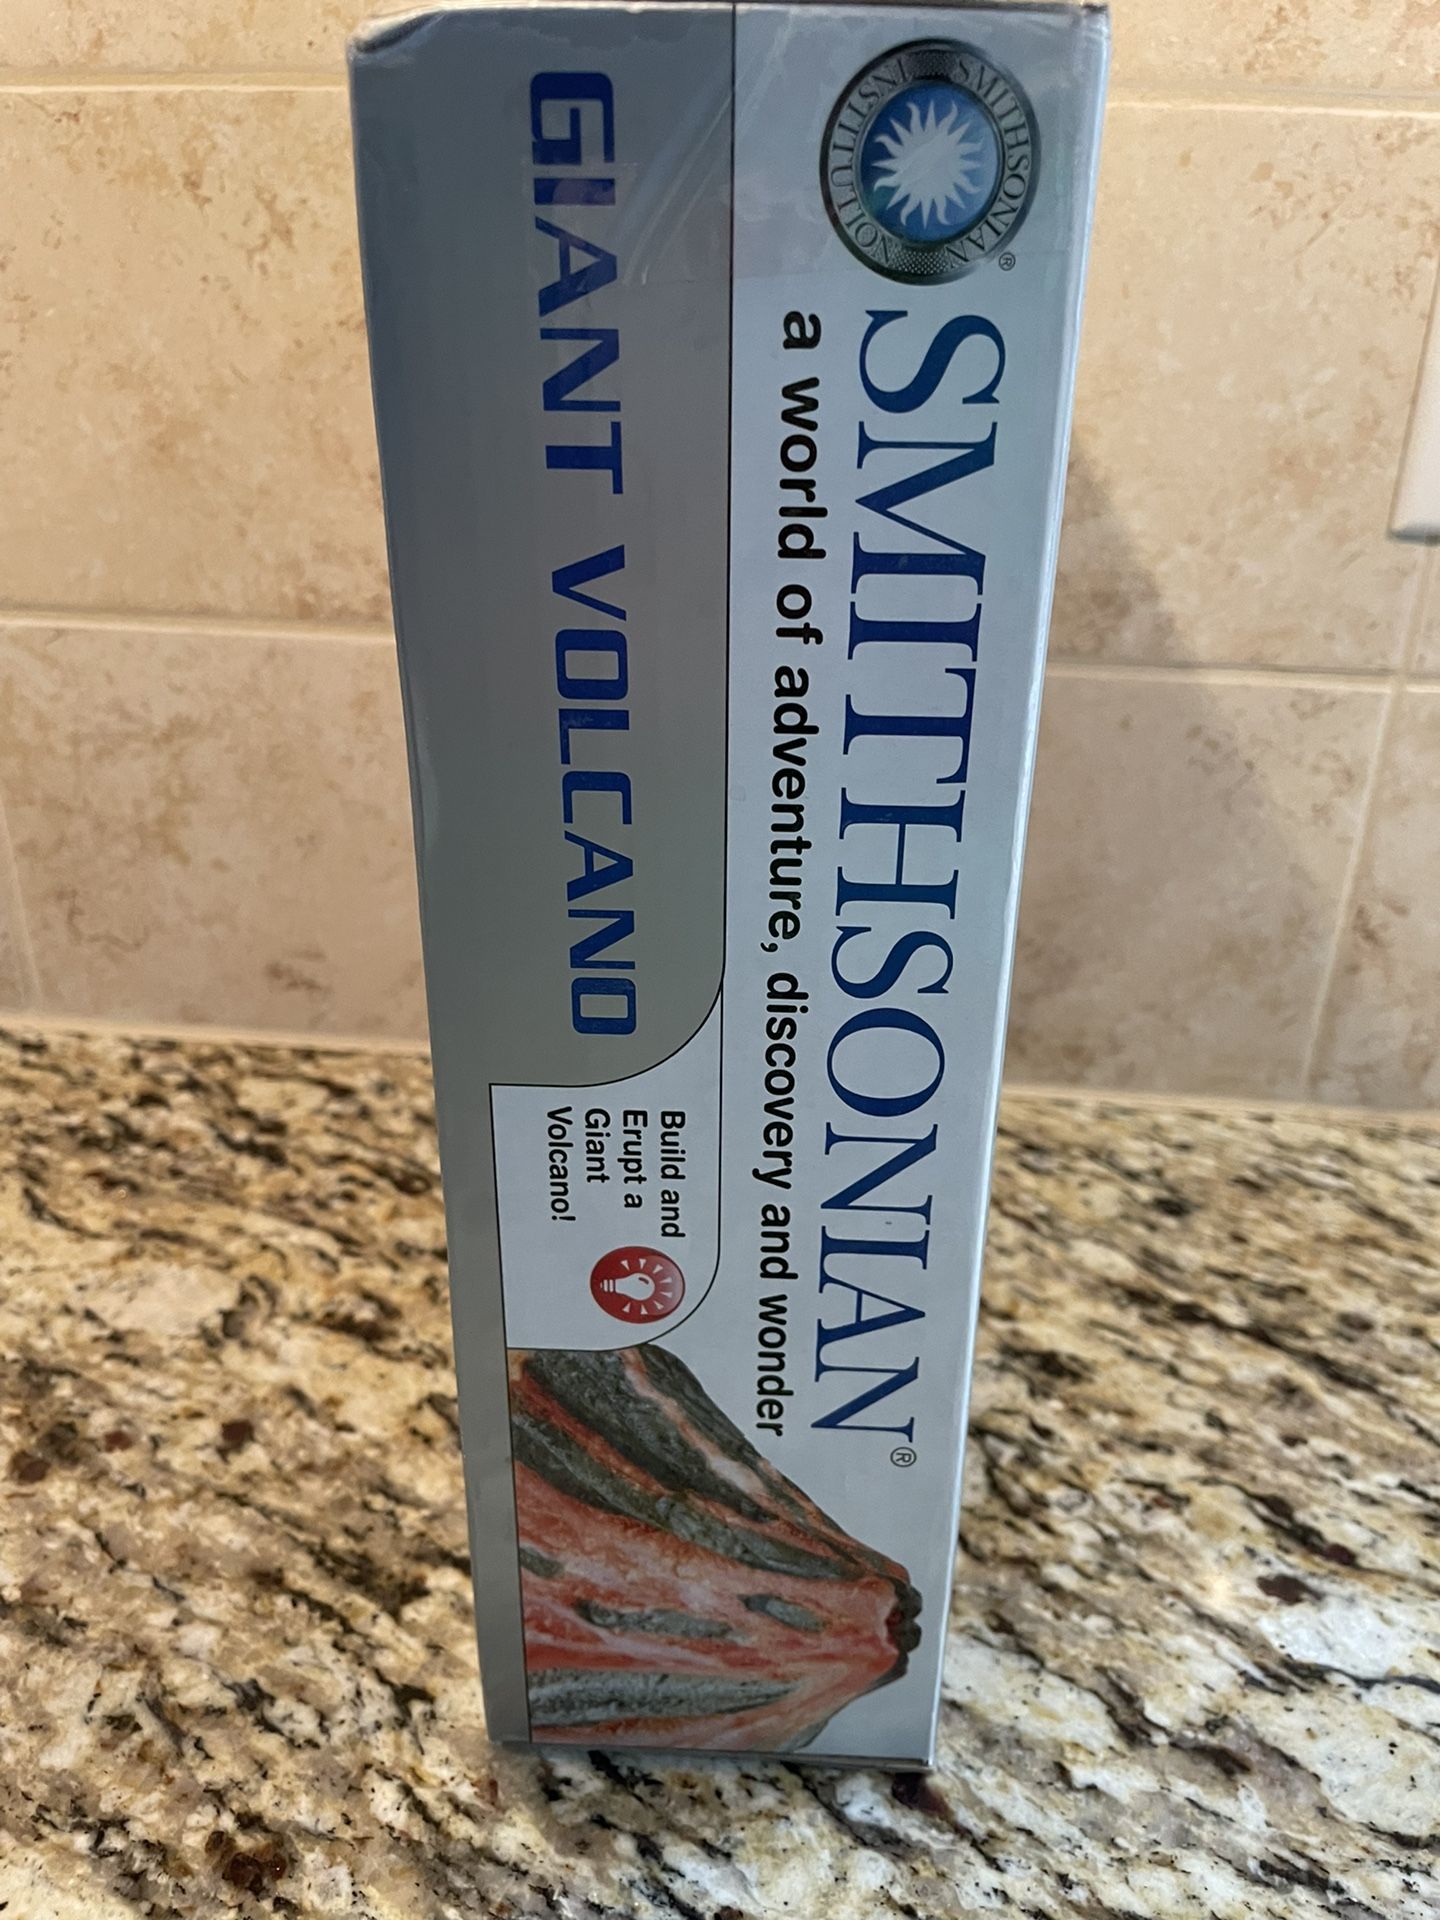 SMITHSONIAN INSTITUTION
®
SMITHSONIAN®
a world of adventure, discovery and wonder
GIANT VOLCANO
Build and
Erupt a
Giant
Volcano!